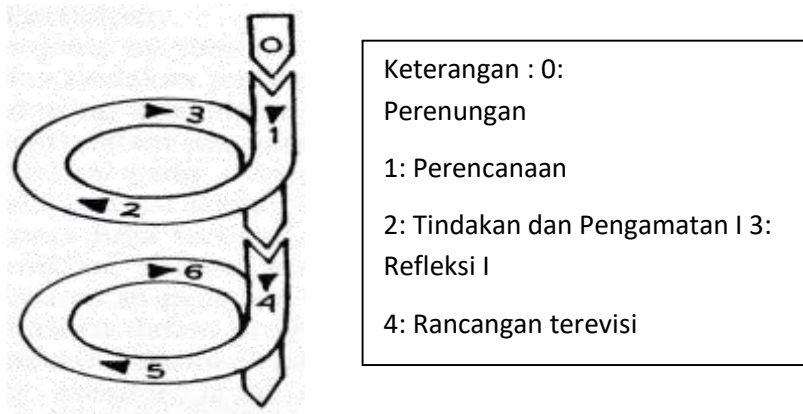 0
3
1
2
6
4
5
Keterangan : 0:
Perenungan
1: Perencanaan
2: Tindakan dan Pengamatan I 3:
Refleksi I
4: Rancangan terevisi